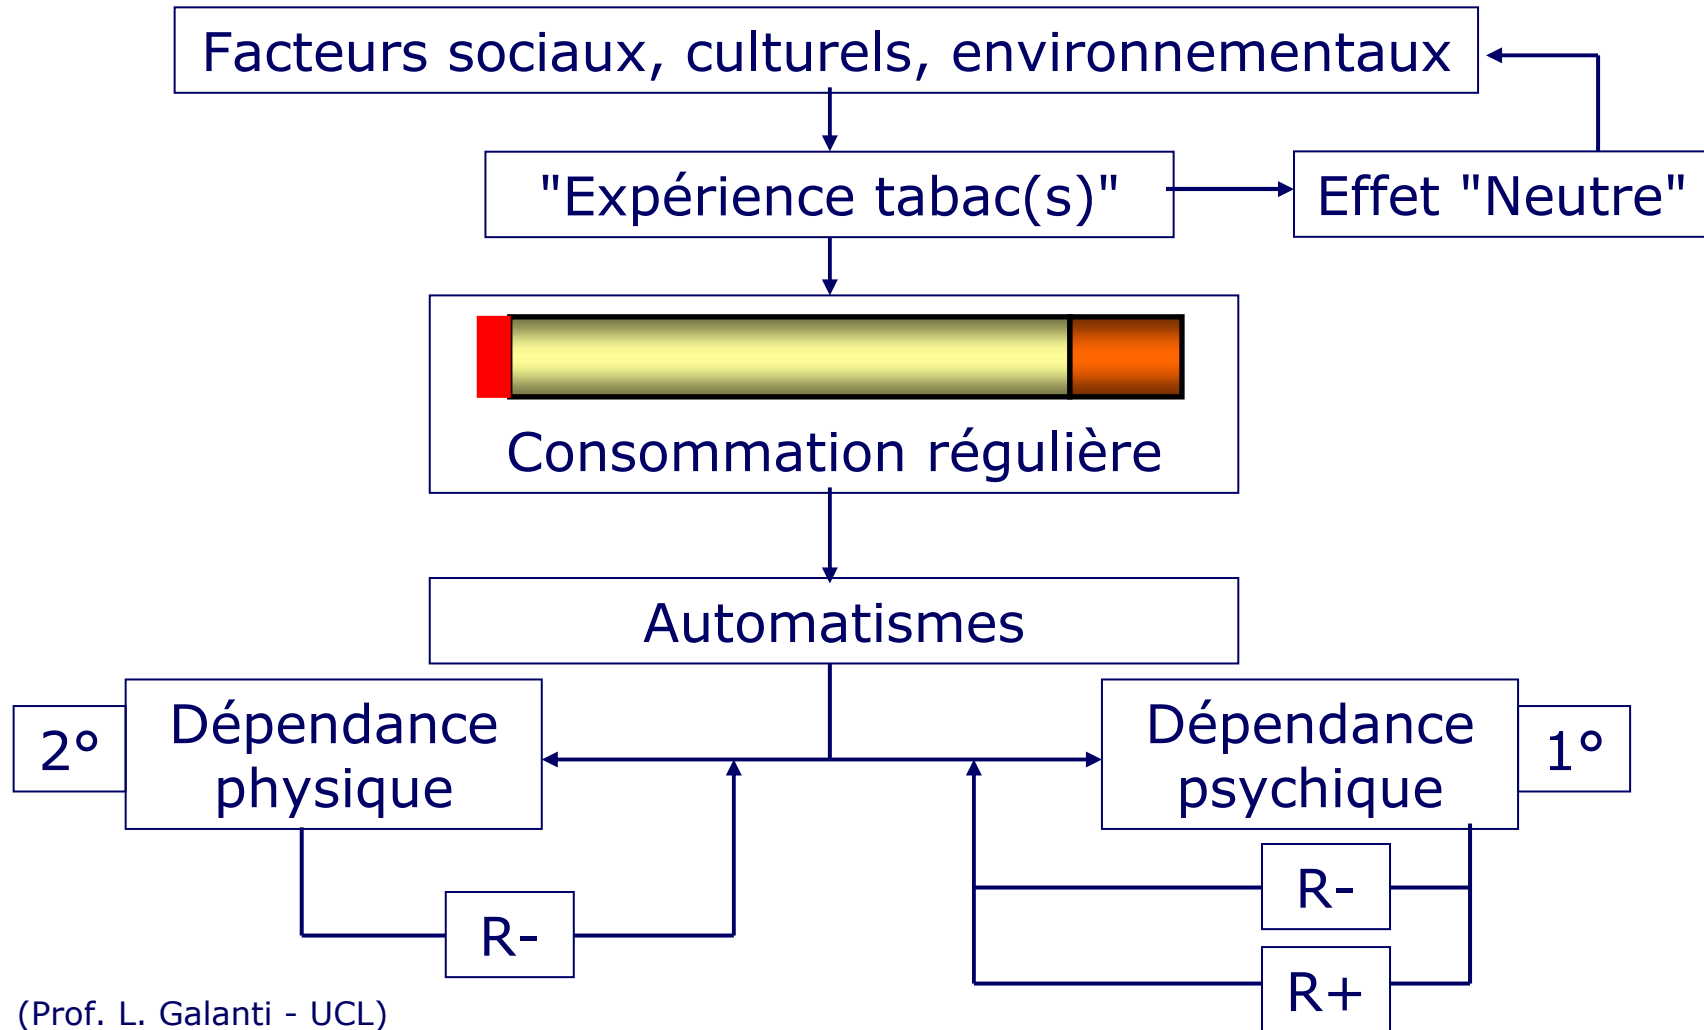 Facteurs sociaux, culturels, environnementaux
"Expérience tabac(s)"
Effet "Neutre"
Consommation régulière
Automatismes
2°
Dépendance
physique
Dépendance
psychique
1°
R-
R-
R+
(Prof. L. Galanti - UCL)